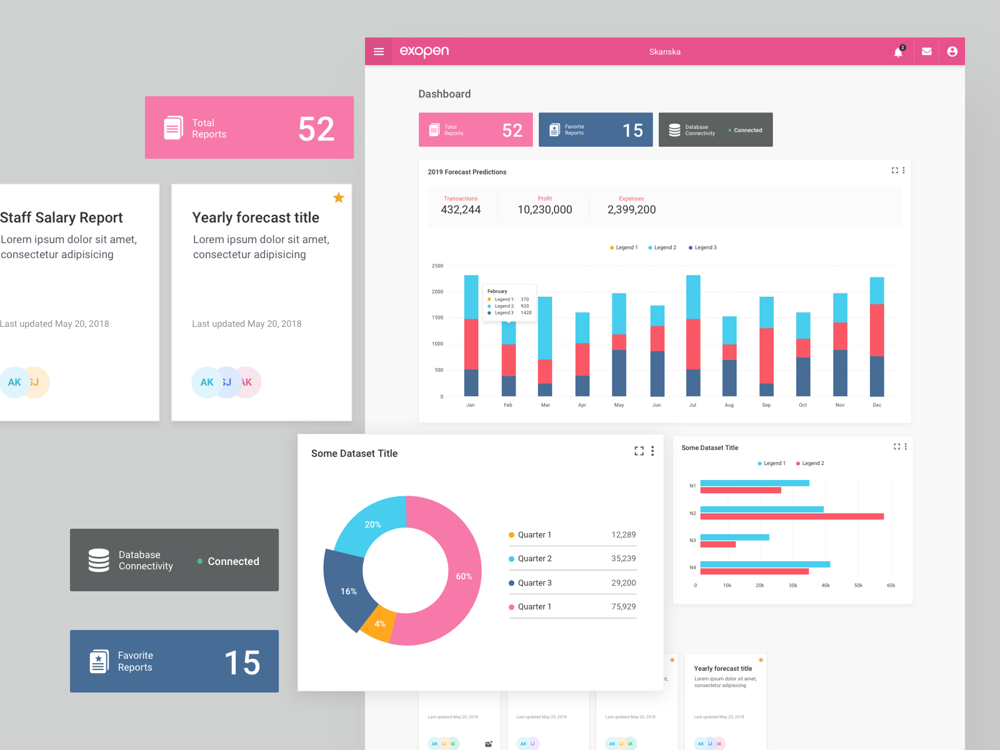 exopen
Skanska
2
Dashboard
Total
Reports
52
Favorite
Reports
15
Database
Connectivity
Connected
Total
Reports
52
Staff Salary Report
Lorem ipsum dolor sit amet,
consectetur adipisicing
Last updated May 20, 2018
AK
SJ
Yearly forecast title
Lorem ipsum dolor sit amet,
consectetur adipisicing
Last updated May 20, 2018
AK
SJ
AK
2019 Forecast Predictions
Transactions
432,244
Profit
10,230,000
Expenses
2,399,200
Legend 1
Legend 2
Legend 3
2500
2000
1500
1000
500
0
February
Legend 1: 370
Legend 2: 920
Legend 3 1420
Jan Feb Mar Apr May Jun Jul Aug Sep Oct Nov Dec
Some Dataset Title
20%
60%
16%
4%
Quarter 1 12,289
Quarter 2 35,239
Quarter 3 29,200
Quarter 1 75,929
Some Dataset Title
Legend 1
Legend 2
N1
N2
N3
N4
0 10k 20k 30k 40k 50k 60k
Database
Connectivity
Connected
Favorite
Reports
15
Yearly forecast title
Lorem ipsum dolor sit amet,
consectetur adipisicing
Last updated May 20, 2018
Last updated May 20, 2018
Last updated May 20, 2018
Last updated May 20, 2018
AK SJ AK
AK SJ
AK SJ AK
AK SJ AK